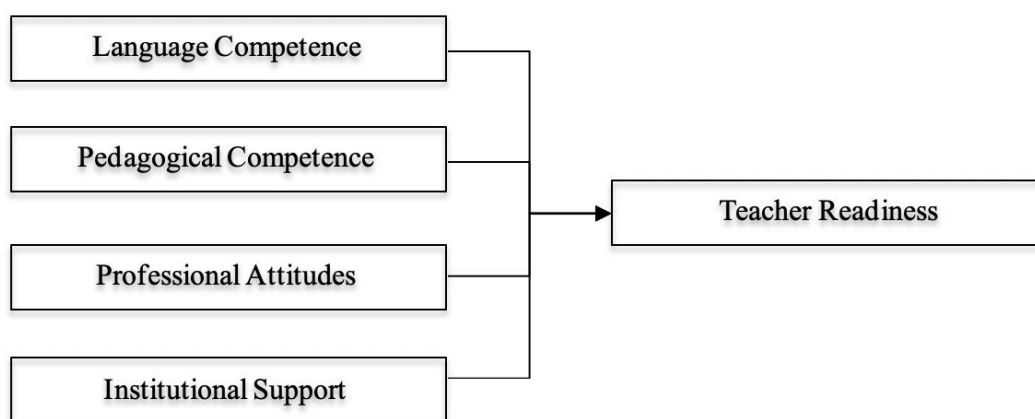 Language Competence
Pedagogical Competence
Professional Attitudes
Institutional Support
Teacher Readiness